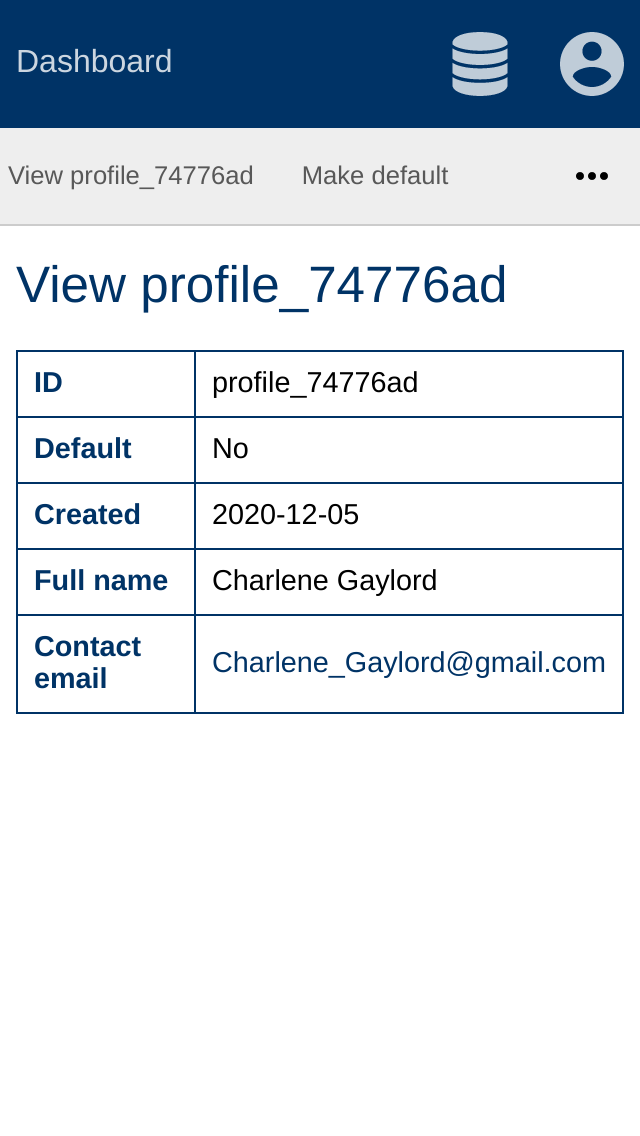 Dashboard
View profile_74776ad Make default
View profile_74776ad
ID profile_74776ad
Default No
Created 2020-12-05
Full name Charlene Gaylord
Contact
email Charlene_Gaylord@gmail.com